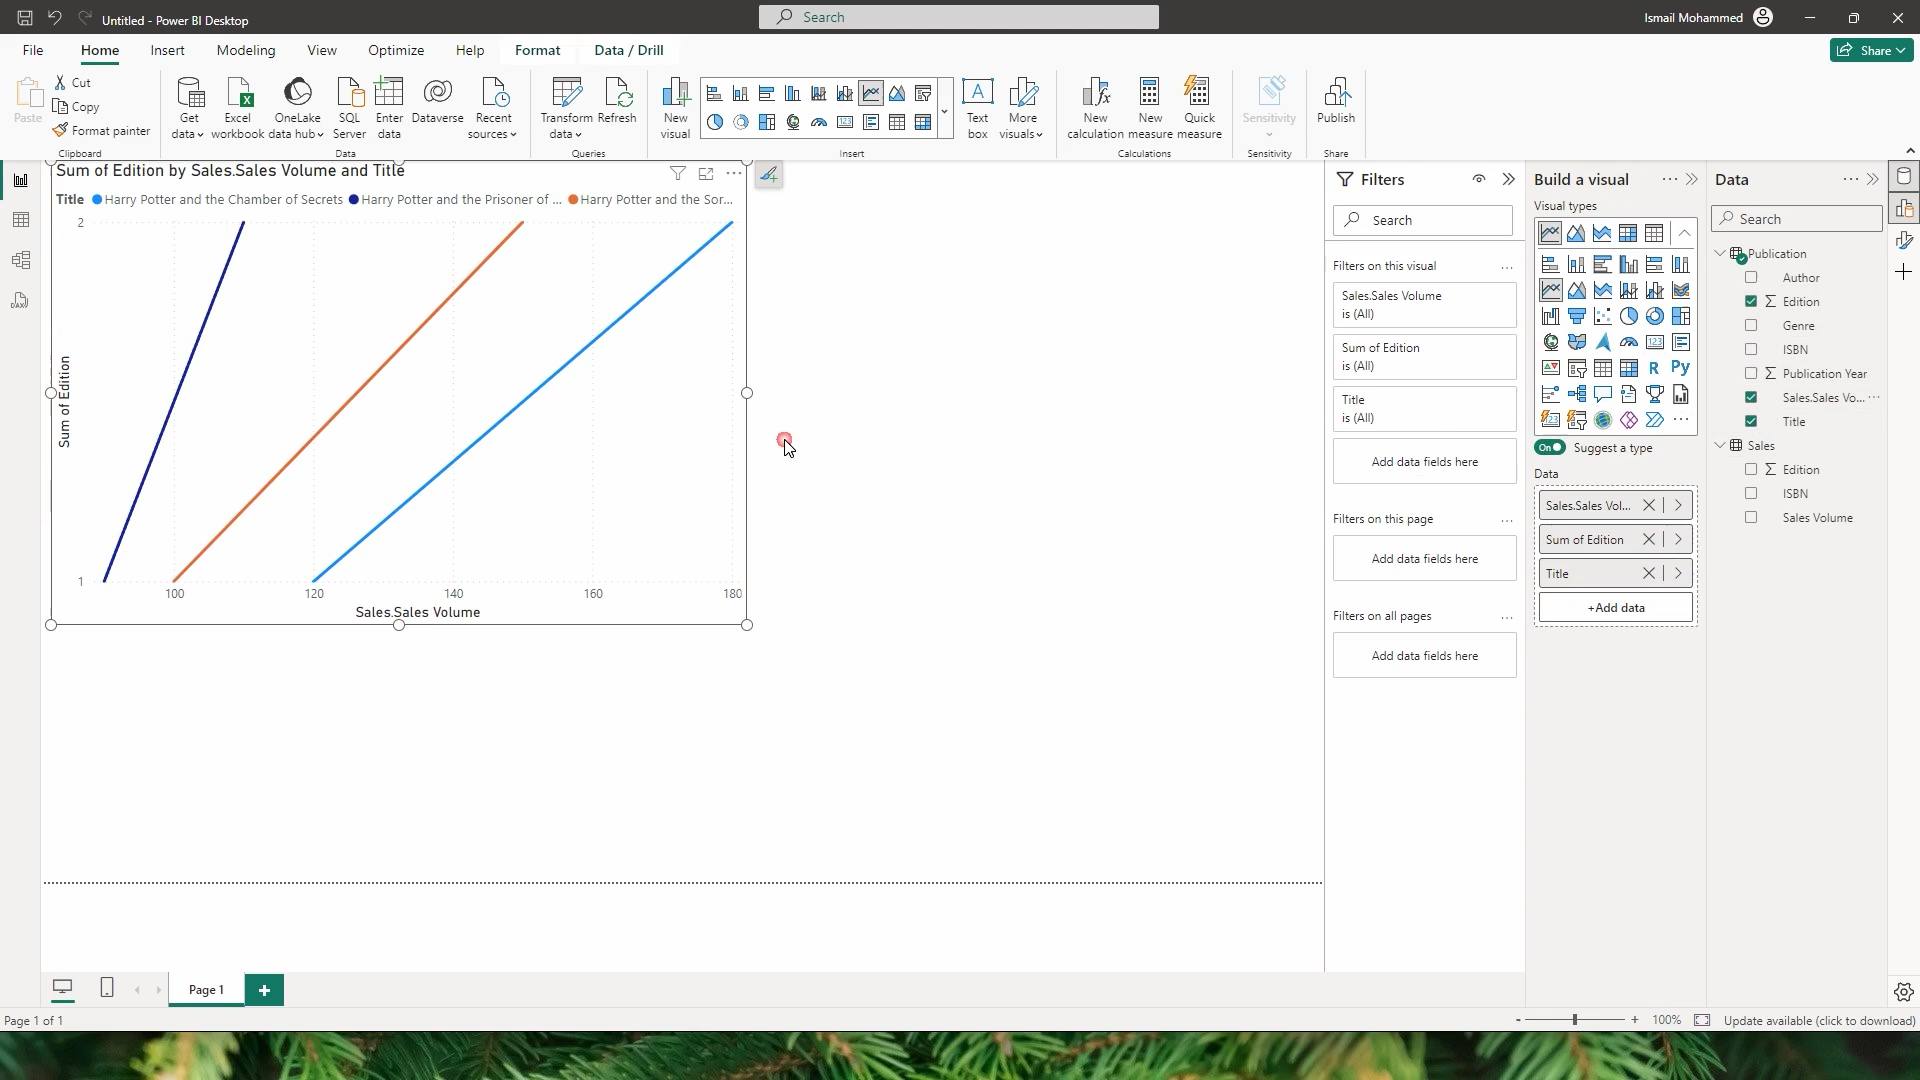 Untitled - Power BI Desktop
Search
Ismail Mohammed
File
Home
Insert
Modeling
View
Optimize
Help
Format
Data / Drill
Share
Paste
Cut
Copy
Format painter
Clipboard
Get data
Excel workbook
OneLake data hub
SQL Server
Enter data
Dataverse
Recent sources
Data
Transform data
Refresh
Queries
New visual
Text box
More visuals
Insert
New calculation
New measure
Quick measure
Calculations
Sensitivity
Sensitivity
Publish
Share
Sum of Edition by Sales.Sales Volume and Title
Title Harry Potter and the Chamber of Secrets Harry Potter and the Prisoner of ... Harry Potter and the Sor...
2
1
Sum of Edition
100 120 140 160 180
Sales.Sales Volume
Filters
Search
Filters on this visual
Sales.Sales Volume
is (All)
Sum of Edition
is (All)
Title
is (All)
Add data fields here
Filters on this page
Add data fields here
Filters on all pages
Add data fields here
Build a visual
Visual types
123
R
Py
123
On
Suggest a type
Data
Sales.Sales Vol...
Sum of Edition
Title
+Add data
Data
Search
Publication
Author
Edition
Genre
ISBN
Publication Year
Sales.Sales Vo...
Title
Sales
Edition
ISBN
Sales Volume
Page 1
Page 1 of 1
100%
Update available (click to download)